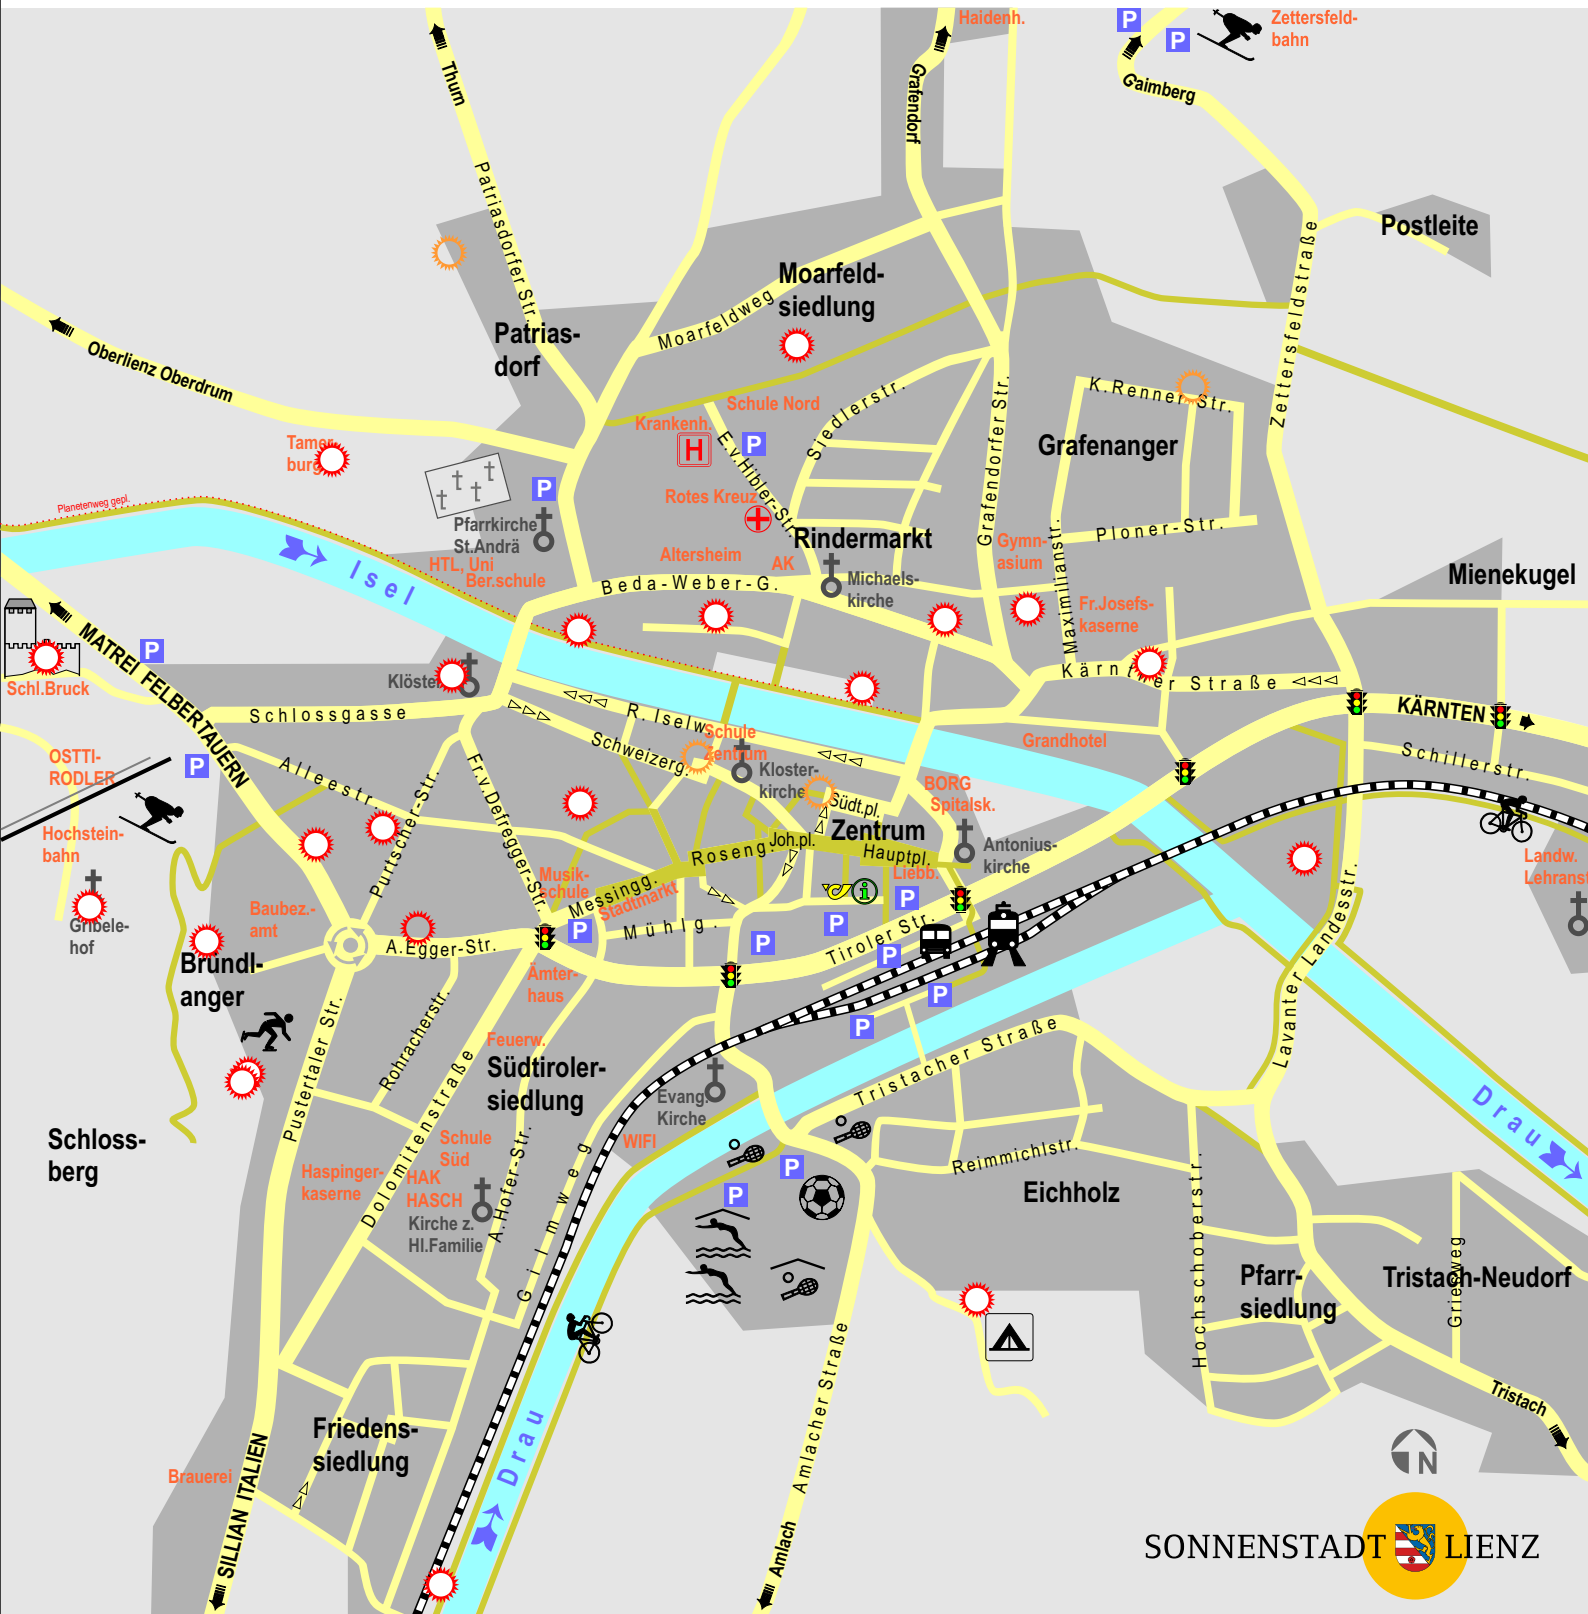 Haidenh.
P
P
Zettersfeld-
bahn
Thurn
Grafendorf
Gaimberg
Patriasdorfer Str.
Postleite
Moarfeld-
siedlung
Moarfeldweg
Zettersfeldstraße
Patrias-
dorf
Oberlienz Oberdrum
Schule Nord
Siedlerstr.
K.Renner Str.
Krankenh.
H
P
E.v.Hibler-Str.
Grafendorfer Str.
Grafenanger
Tamer-
burg
P
Planetenweg gepl.
Rotes Kreuz
Pfarrkirche
St.Andrä
Rindermarkt
Ploner-Str.
Gymn-
asium
Maximilianstr.
HTL, Uni
Ber.schule
Altersheim
AK
Michaels-
kirche
Beda-Weber-G.
Mienekugel
Isel
Fr.Josefs-
kaserne
MATREI FELBERTAUERN
P
Schl.Bruck
Klöster
Kärntner Straße
Schlossgasse
R. Iselw.
KÄRNTEN
Schweizerg.
Schule
Zentrum
Grandhotel
Schillerstr.
OSTTI-
RODLER
P
Alleestr.
Fr.v.Defregger-Str.
Kloster-
kirche
Südt.pl.
BORG
Spitalsk.
Hochstein-
bahn
Purtscher-Str.
Zentrum
Roseng.
Joh.pl.
Hauptpl.
Antonius-
kirche
Liebb.
Landw.
Lehranst
Musik-
schule
Messingg.
Stadtmarkt
Gribele-
hof
Baubez.-
amt
P
Mühlg.
P
P
P
A.Egger-Str.
Tiroler Str.
P
Bründl-
anger
Ämter-
haus
Lavanter Landesstr.
P
P
Pustertaler Str.
Rohracherstr.
Feuerw.
Südtiroler-
siedlung
Tristacher Straße
Evang.
Kirche
Drau
Schloss-
berg
Dolomitenstraße
Schule
Süd
A.Hofer-Str.
WIFI
Gilmweg
Reimmichlstr.
P
P
Haspinger-
kaserne
HAK
HASCH
Kirche z.
Hl.Familie
Eichholz
Hochschoberstr.
Pfarr-
siedlung
Griesweg
Tristach-Neudorf
Amlacher Straße
Drau
Friedens-
siedlung
Tristach
Brauerei
SILLIAN ITALIEN
Amlach
N
SONNENSTADT LIENZ